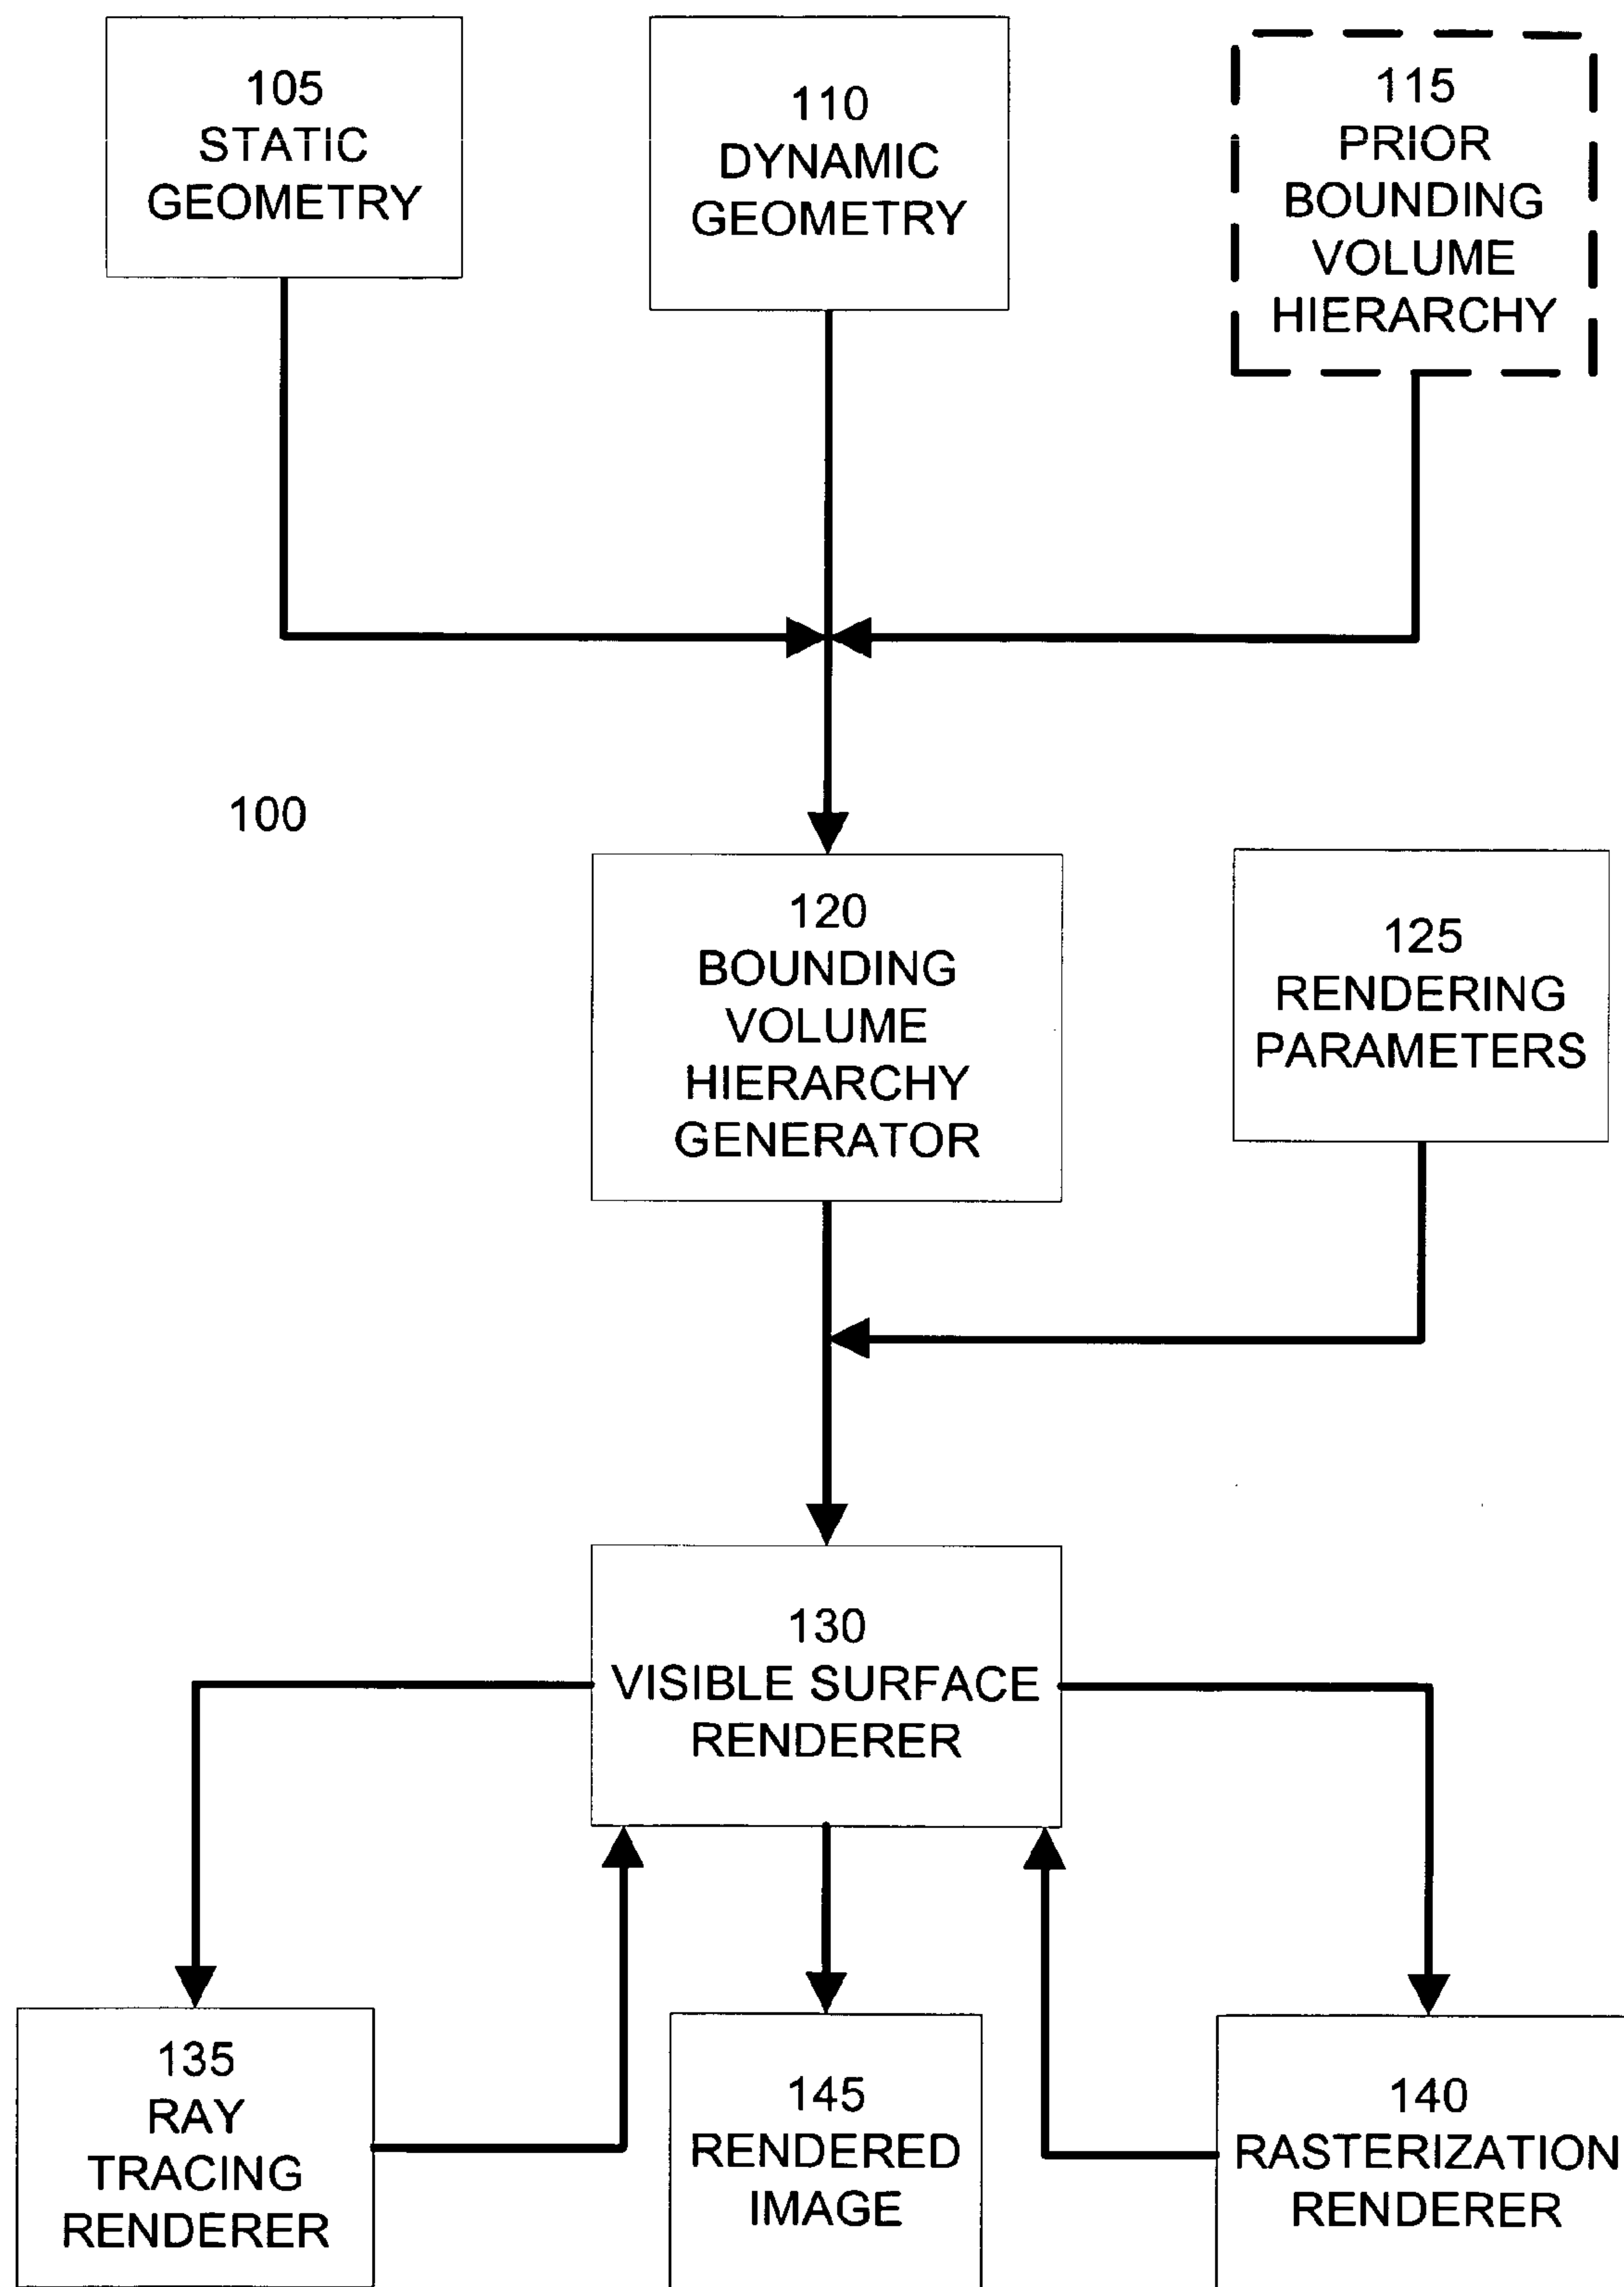 105
STATIC
GEOMETRY
110
DYNAMIC
GEOMETRY
115
PRIOR
BOUNDING
VOLUME
HIERARCHY
100
120
BOUNDING
VOLUME
HIERARCHY
GENERATOR
125
RENDERING
PARAMETERS
130
VISIBLE SURFACE
RENDERER
135
RAY
TRACING
RENDERER
145
RENDERED
IMAGE
140
RASTERIZATION
RENDERER